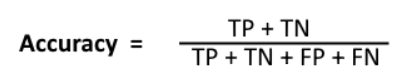 TP + TN
Accuracy =
TP + TN + FP + FN